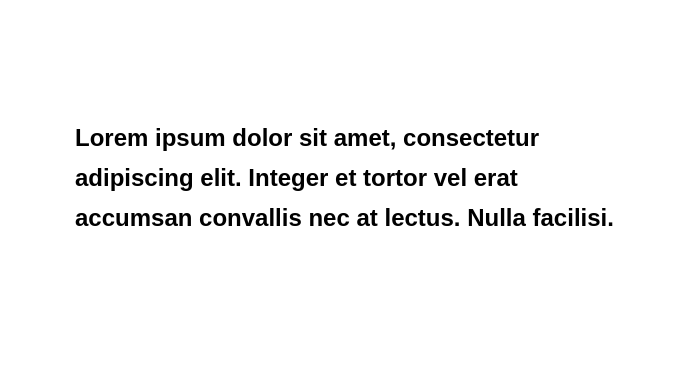 Lorem ipsum dolor sit amet, consectetur
adipiscing elit. Integer et tortor vel erat
accumsan convallis nec at lectus. Nulla facilisi.